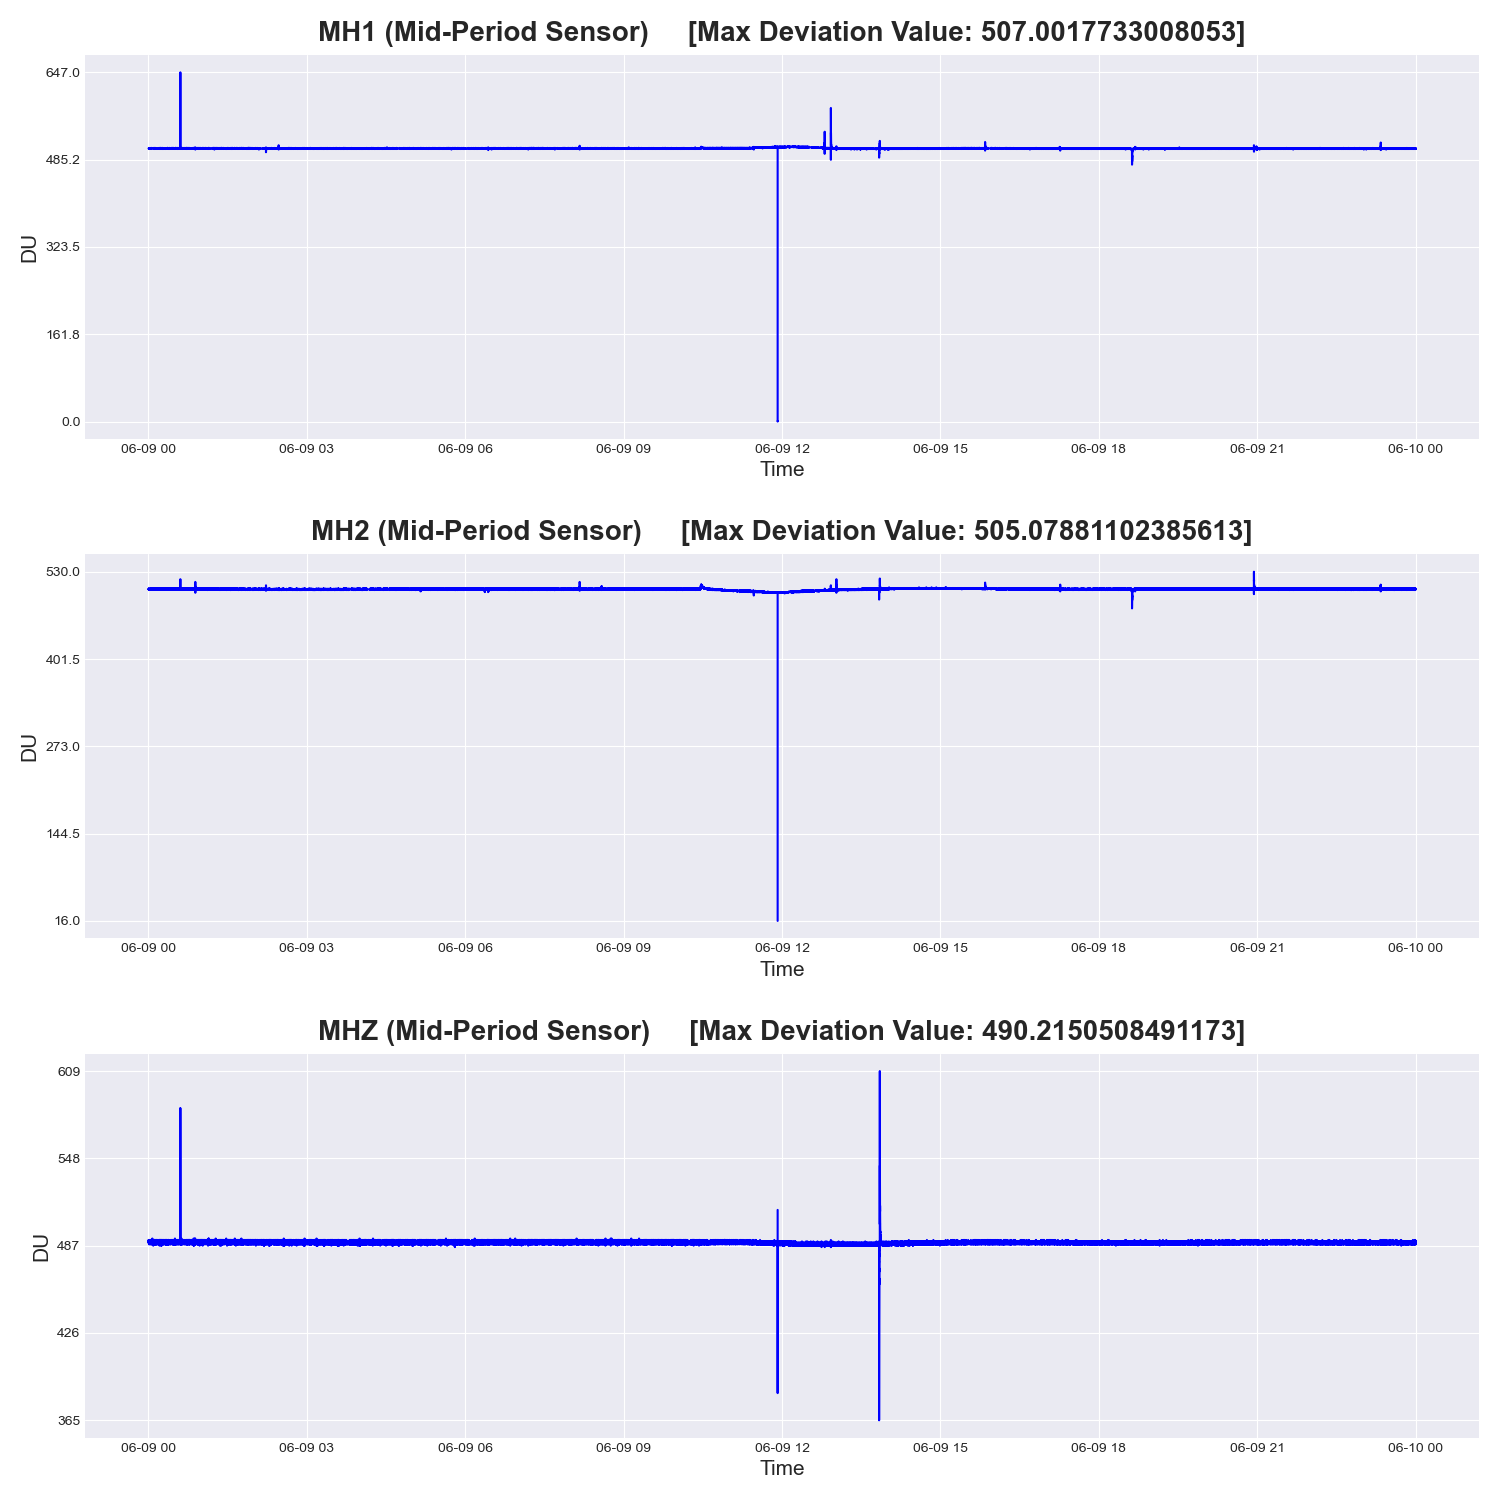 MH1 (Mid-Period Sensor) [Max Deviation Value: 507.0017733008053]
647.0
485.2
323.5
161.8
0.0
DU
06-09 00 06-09 03 06-09 06 06-09 09 06-09 12 06-09 15 06-09 18 06-09 21 06-10 00
Time
MH2 (Mid-Period Sensor) [Max Deviation Value: 505.07881102385613]
530.0
401.5
273.0
144.5
16.0
DU
06-09 00 06-09 03 06-09 06 06-09 09 06-09 12 06-09 15 06-09 18 06-09 21 06-10 00
Time
MHZ (Mid-Period Sensor) [Max Deviation Value: 490.2150508491173]
609
548
487
426
365
DU
06-09 00 06-09 03 06-09 06 06-09 09 06-09 12 06-09 15 06-09 18 06-09 21 06-10 00
Time